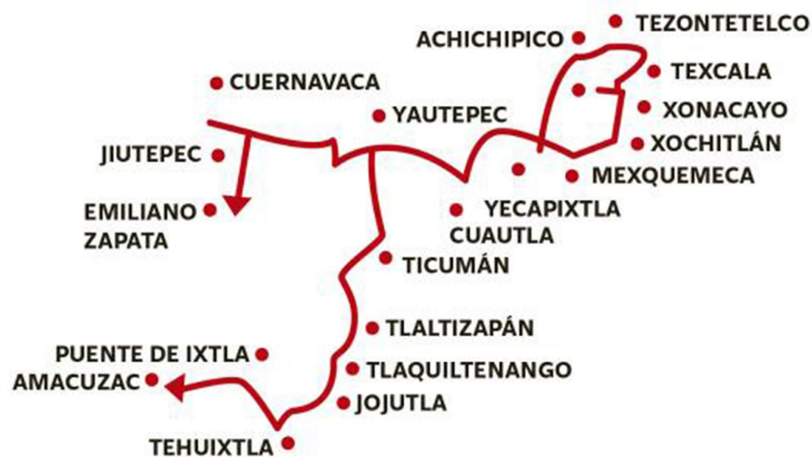 TEZONTETELCO
ACHICHIPICO
TEXCALA
CUERNAVACA
XONACAYO
YAUTEPEC
XOCHITLÁN
JIUTEPEC
MEXQUEMECA
EMILIANO
ZAPATA
YECAPIXTLA
CUAUTLA
TICUMÁN
TLALTIZAPÁN
PUENTE DE IXTLA
TLAQUILTENANGO
AMACUZAC
JOJUTLA
TEHUIXTLA